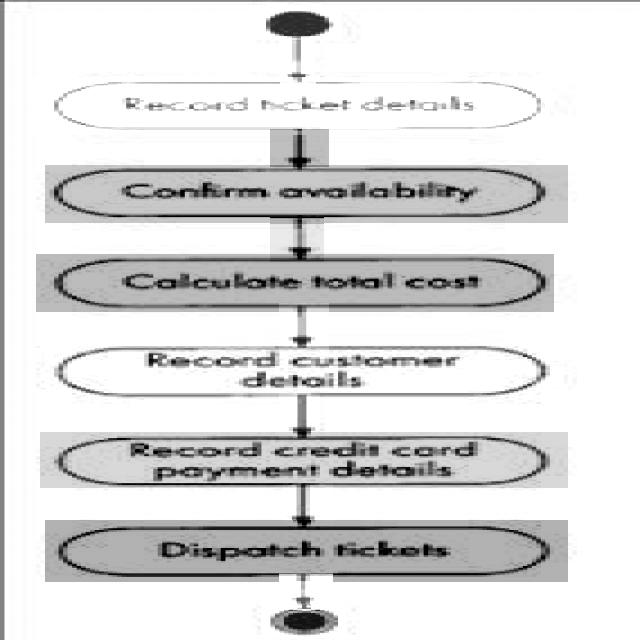 Record ticket details
Confirm availability
Calculate total cost
Record customer
details
Record credit card
payment details
Dispatch tickets